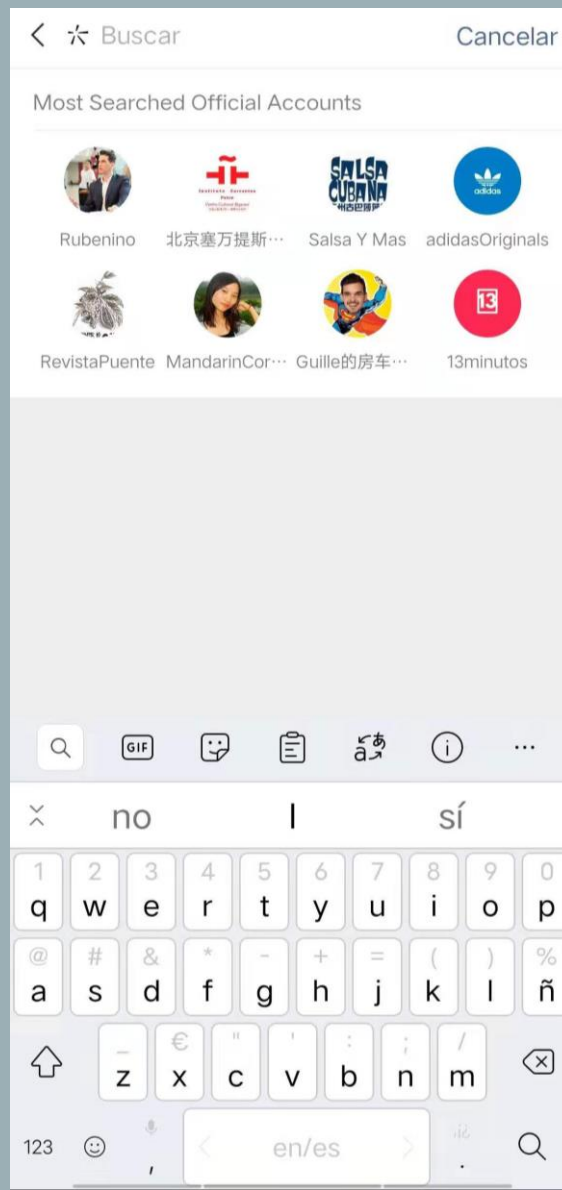 Buscar Cancelar
Most Searched Official Accounts
Instituto Cervantes
SALSA
CUBANA
adidas
13
Rubenino 北京塞万提斯… Salsa Y Mas adidasOriginals
RevistaPuente MandarinCor… Guille的房车… 13minutos
GIF
no I sí
1 2 3 4 5 6 7 8 9 0
q w e r t y u i o p
@ # & * - + = ( ) %
a s d f g h j k l ñ
_ € " ' : ; /
z x c v b n m
123 , en/es .